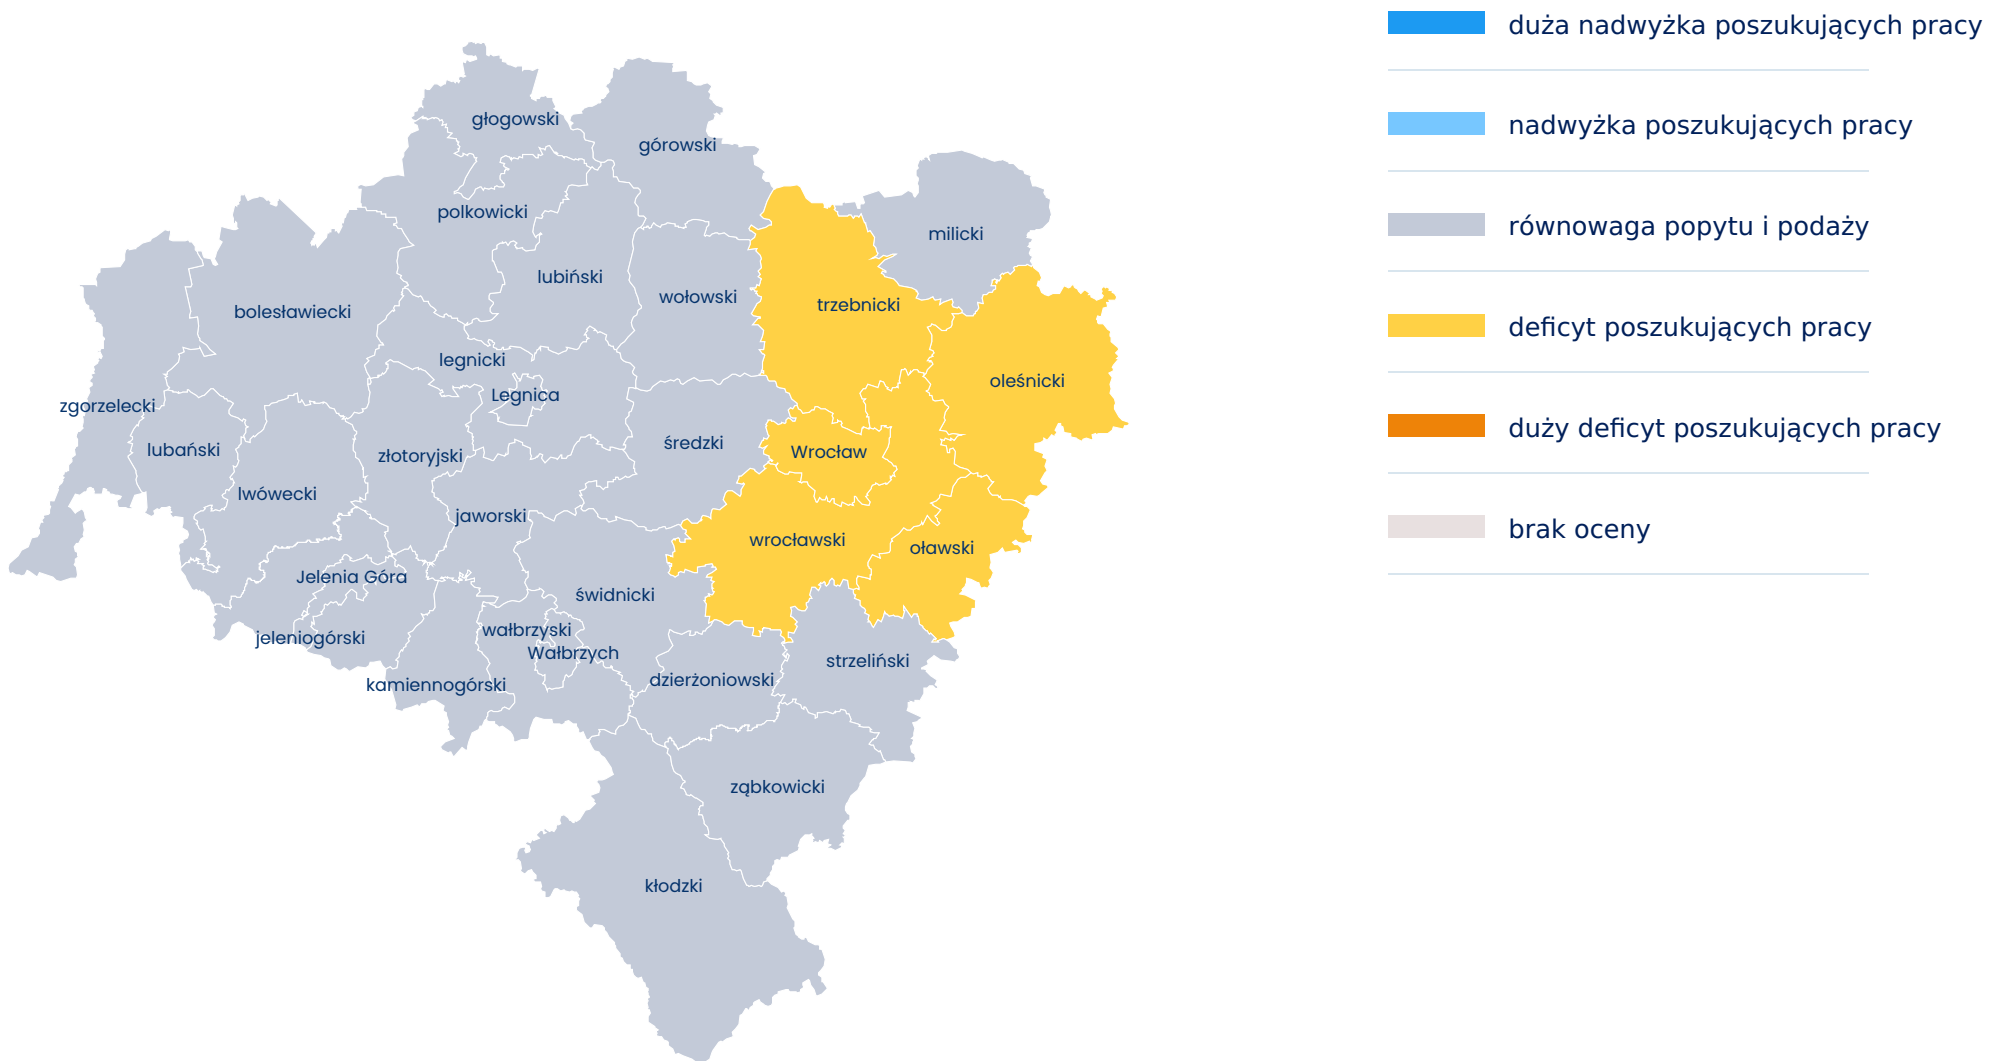 głogowski
górowski
polkowicki
milicki
lubiński
wołowski
trzebnicki
bolesławiecki
legnicki
oleśnicki
Legnica
zgorzelecki
lubański
złotoryjski
średzki
Wrocław
lwówecki
jaworski
wrocławski
oławski
Jelenia Góra
świdnicki
jeleniogórski
wałbrzyski
Wałbrzych
strzeliński
kamiennogórski
dzierżoniowski
ząbkowicki
kłodzki
duża nadwyżka poszukujących pracy
nadwyżka poszukujących pracy
równowaga popytu i podaży
deficyt poszukujących pracy
duży deficyt poszukujących pracy
brak oceny